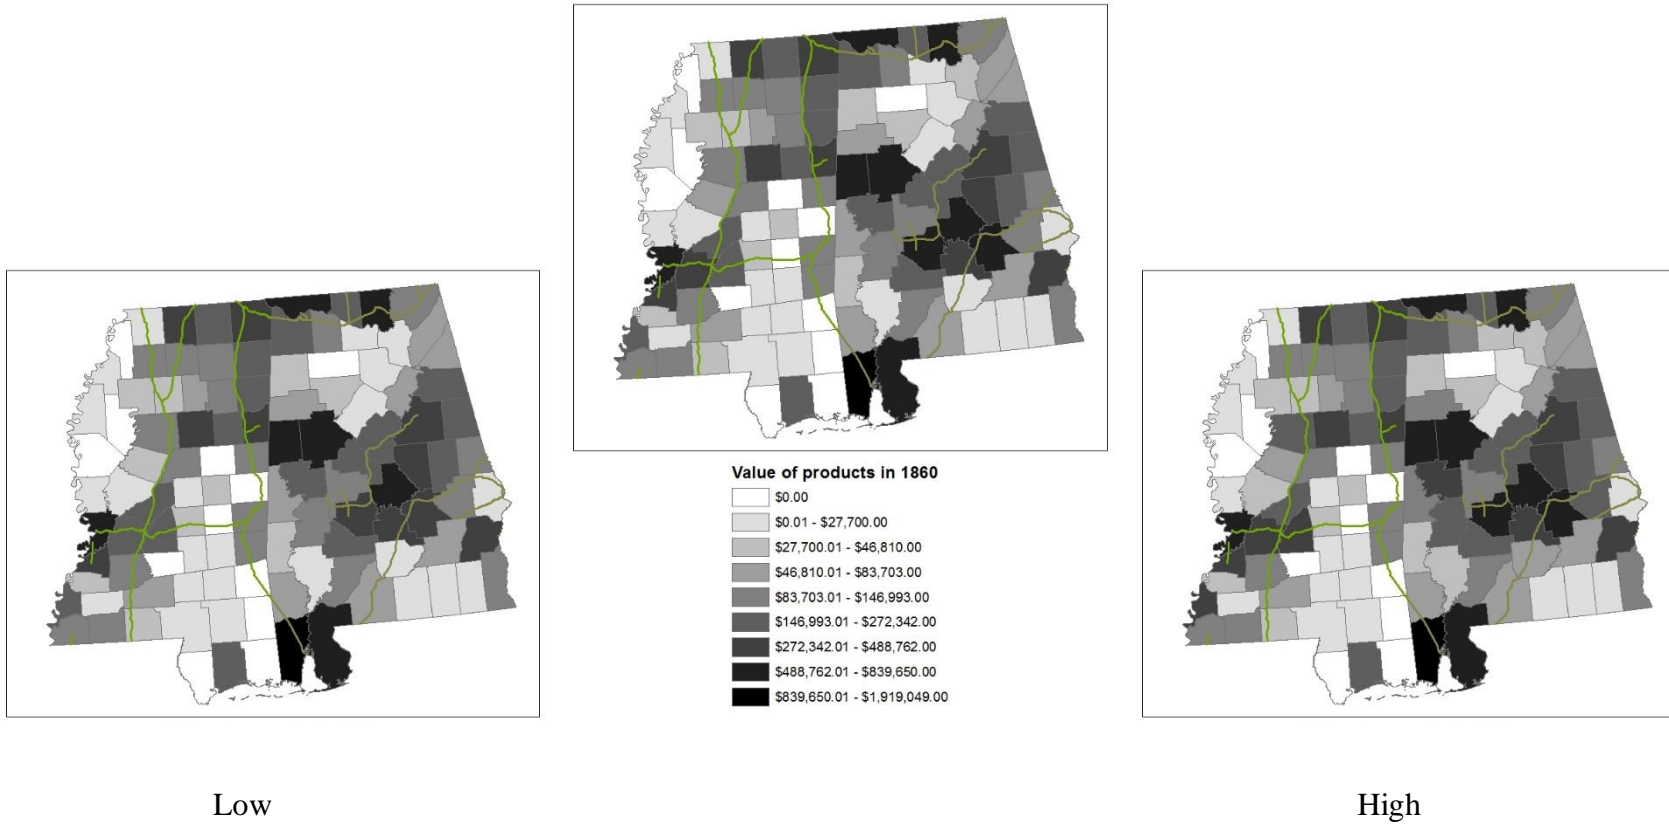 Value of products in 1860
$0.00
$0.01 - $27,700.00
$27,700.01 - $46,810.00
$46,810.01 - $83,703.00
$83,703.01 - $146,993.00
$146,993.01 - $272,342.00
$272,342.01 - $488,762.00
$488,762.01 - $839,650.00
$839,650.01 - $1,919,049.00
Low
High